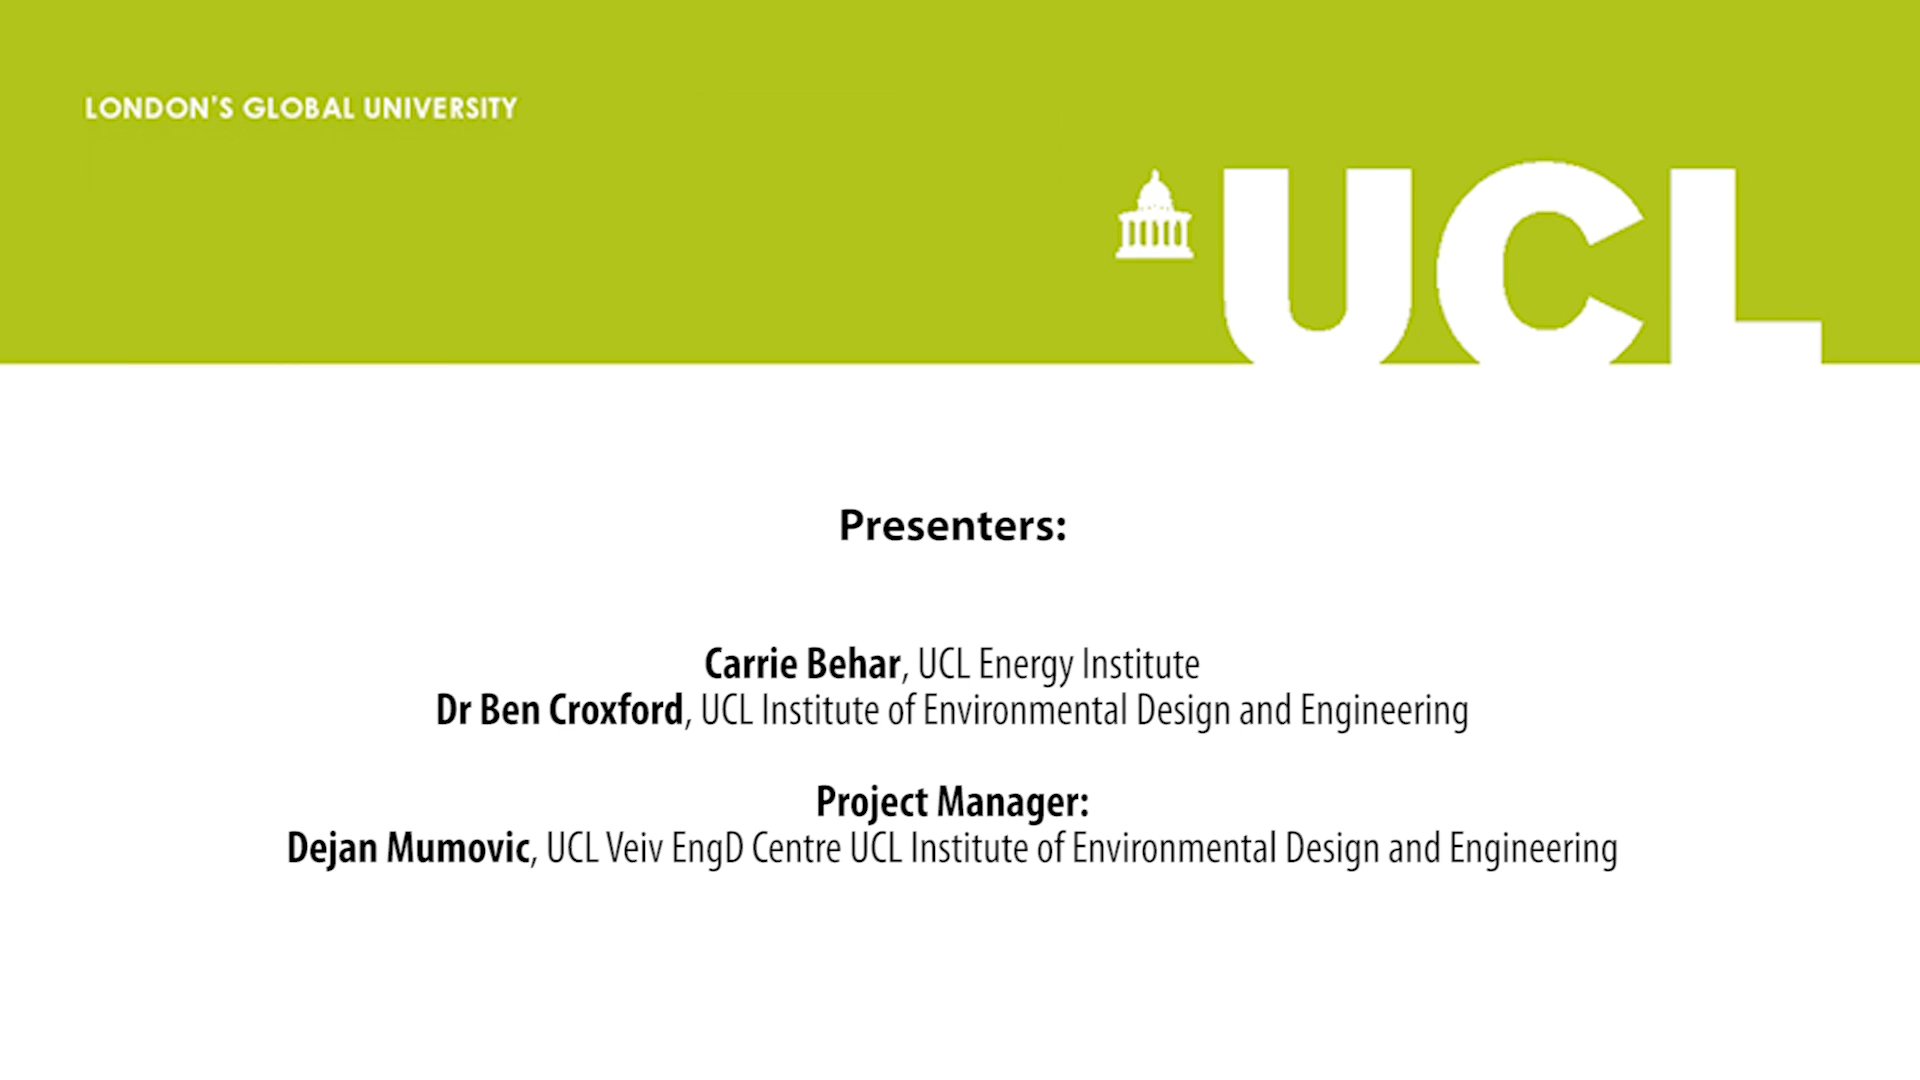 LONDON'S GLOBAL UNIVERSITY
UCL
Presenters:
Carrie Behar, UCL Energy Institute
Dr Ben Croxford, UCL Institute of Environmental Design and Engineering
Project Manager:
Dejan Mumovic, UCL Veiv EngD Centre UCL Institute of Environmental Design and Engineering